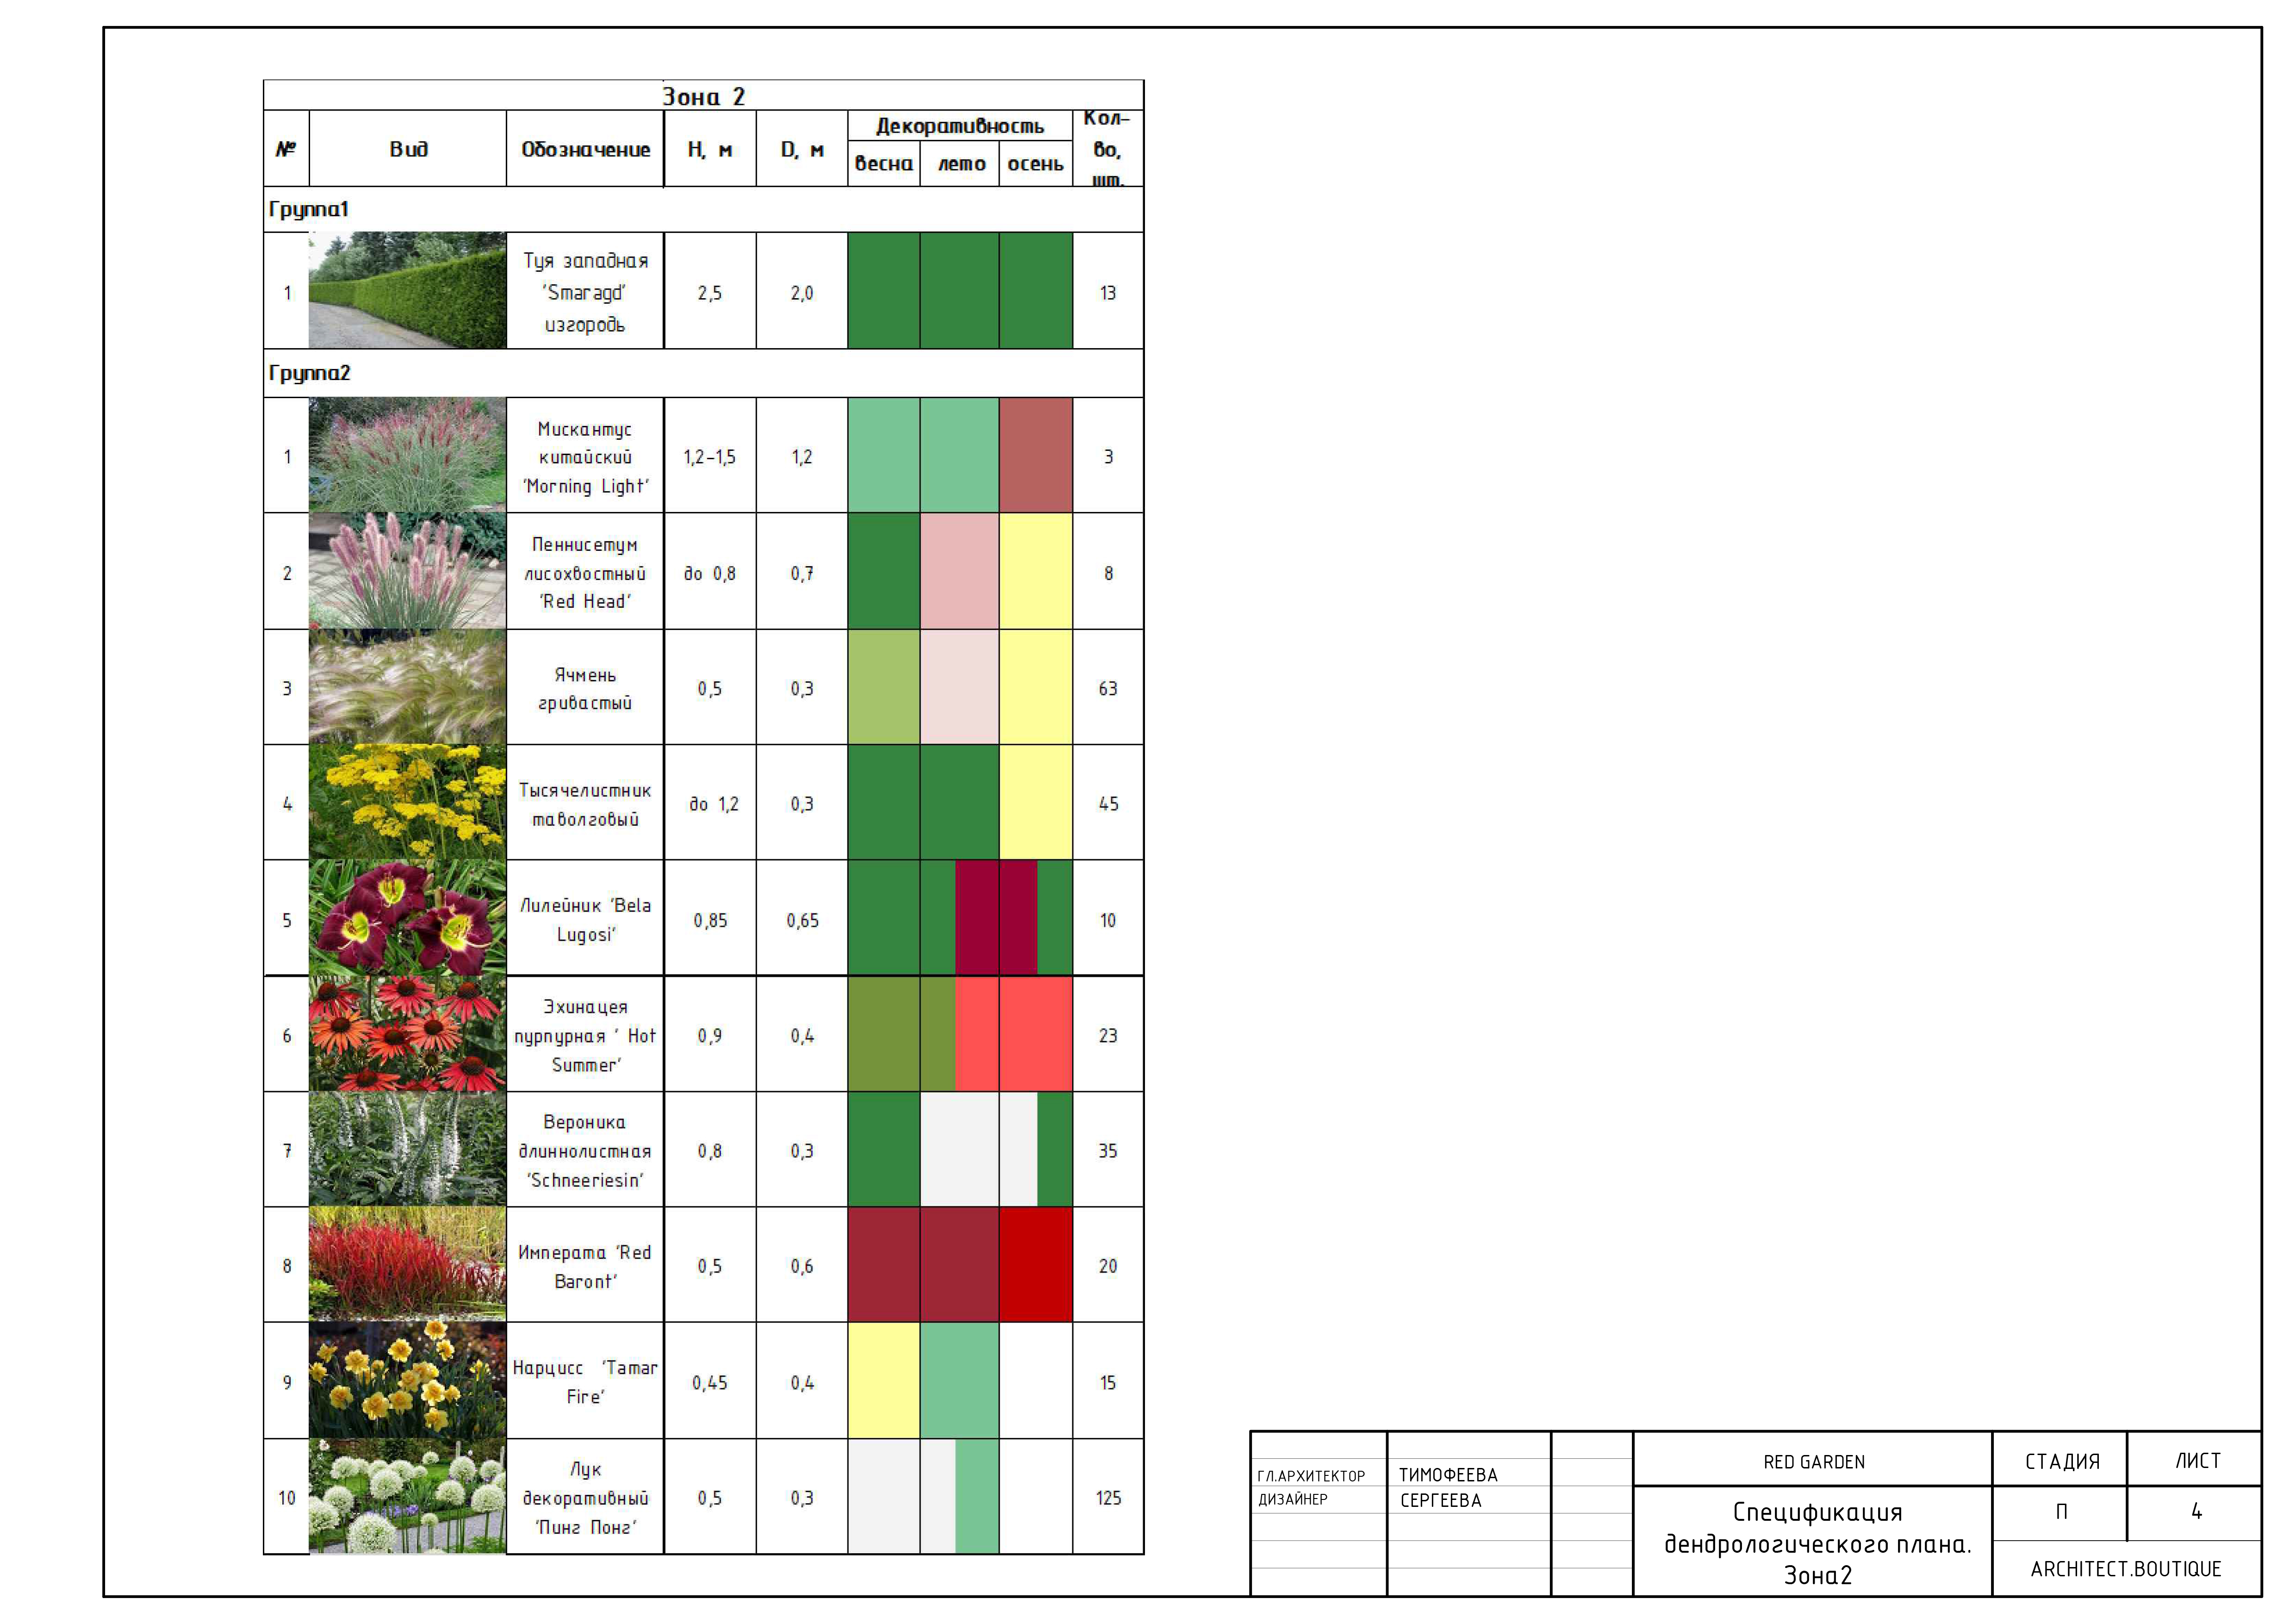 Зона 2
№ Вид Обозначение Н, м D, м Декоративность Кол-
во,
шт.
весна лето осень
Группа1
1 Туя западная
'Smaragd'
изгородь 2,5 2,0 13
Группа2
1 Мискантус
китайский
'Morning Light' 1,2-1,5 1,2 3
2 Пеннисетум
лисохвостный
'Red Head' до 0,8 0,7 8
3 Ячмень
гривастый 0,5 0,3 63
4 Тысячелистник
таволговый до 1,2 0,3 45
5 Лилейник 'Bela
Lugosi' 0,85 0,65 10
6 Эхинацея
пурпурная ' Hot
Summer' 0,9 0,4 23
7 Вероника
длиннолистная
'Schneeriesin' 0,8 0,3 35
8 Императа 'Red
Baront' 0,5 0,6 20
9 Нарцисс 'Tamar
Fire' 0,45 0,4 15
10 Лук
декоративный
'Пинг Понг' 0,5 0,3 125
ГЛ.АРХИТЕКТОР ТИМОФЕЕВА
ДИЗАЙНЕР СЕРГЕЕВА
RED GARDEN
СТАДИЯ ЛИСТ
Спецификация
дендрологического плана.
Зона2
П 4
ARCHITECT.BOUTIQUE